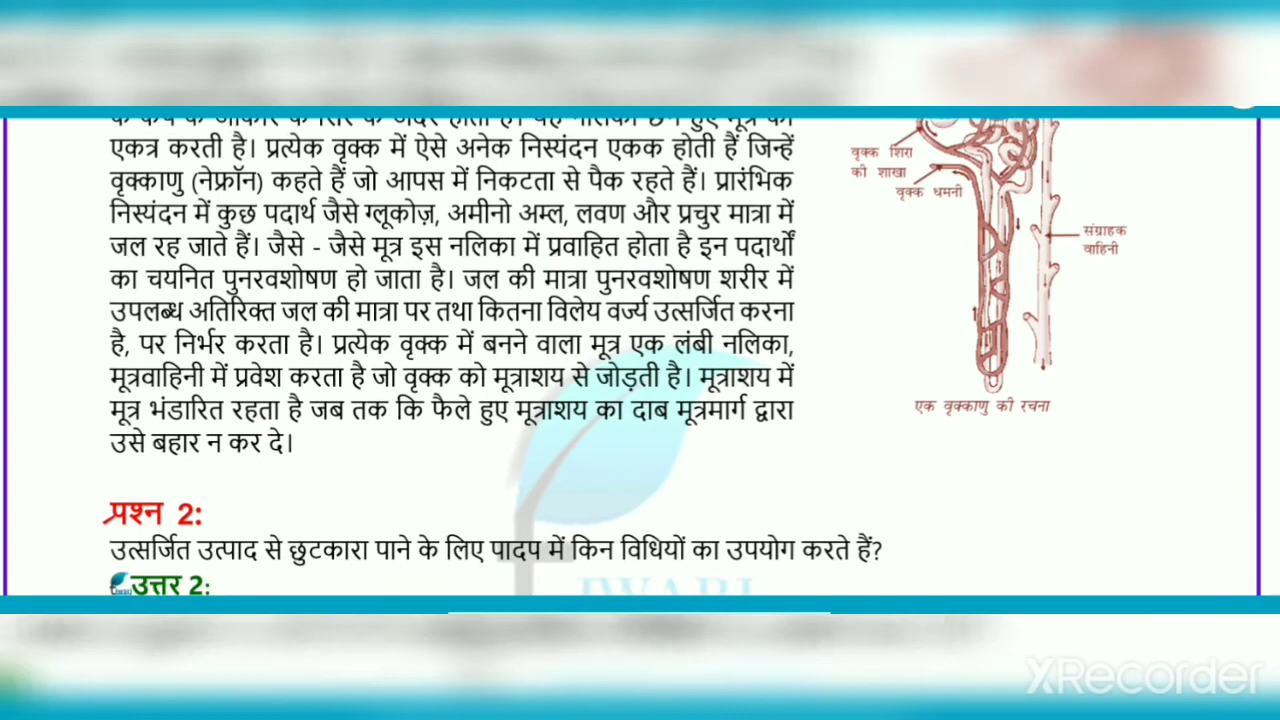 एकत्र करती है। प्रत्येक वृक्क में ऐसे अनेक निस्यंदन एकक होती हैं जिन्हें
वृक्काणु (नेफ्रॉन) कहते हैं जो आपस में निकटता से पैक रहते हैं। प्रारंभिक
निस्यंदन में कुछ पदार्थ जैसे ग्लूकोज़, अमीनो अम्ल, लवण और प्रचुर मात्रा में
जल रह जाते हैं। जैसे - जैसे मूत्र इस नलिका में प्रवाहित होता है इन पदार्थों
का चयनित पुनरवशोषण हो जाता है। जल की मात्रा पुनरवशोषण शरीर में
उपलब्ध अतिरिक्त जल की मात्रा पर तथा कितना विलेय वर्ज्य उत्सर्जित करना
है, पर निर्भर करता है। प्रत्येक वृक्क में बनने वाला मूत्र एक लंबी नलिका,
मूत्रवाहिनी में प्रवेश करता है जो वृक्क को मूत्राशय से जोड़ती है। मूत्राशय में
मूत्र भंडारित रहता है जब तक कि फैले हुए मूत्राशय का दाब मूत्रमार्ग द्वारा
उसे बहार न कर दे।
वृक्क शिरा
की शाखा
वृक्क धमनी
संग्राहक
वाहिनी
एक वृक्काणु की रचना
प्रश्न 2:
उत्सर्जित उत्पाद से छुटकारा पाने के लिए पादप में किन विधियों का उपयोग करते हैं?
उत्तर 2:
XRecorder